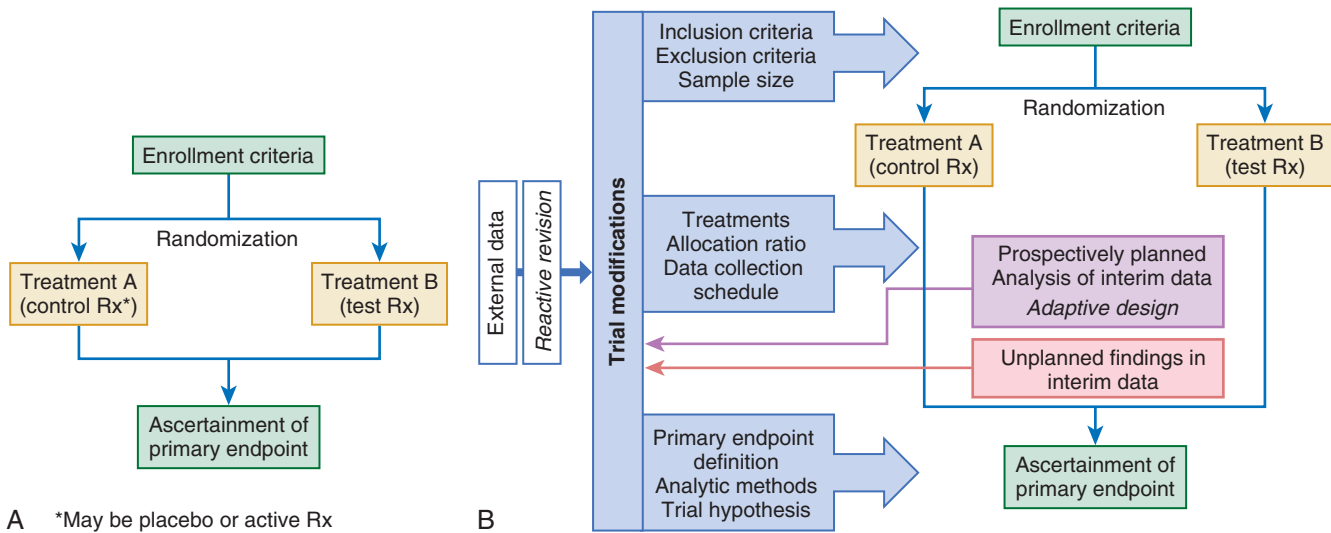 Enrollment criteria
Randomization
Treatment A
(control Rx*)
Treatment B
(test Rx)
Ascertainment of
primary endpoint
A
*May be placebo or active Rx
External data
Reactive revision
Trial modifications
Inclusion criteria
Exclusion criteria
Sample size
Treatments
Allocation ratio
Data collection
schedule
Primary endpoint
definition
Analytic methods
Trial hypothesis
Enrollment criteria
Randomization
Treatment A
(control Rx)
Treatment B
(test Rx)
Prospectively planned
Analysis of interim data
Adaptive design
Unplanned findings in
interim data
Ascertainment of
primary endpoint
B